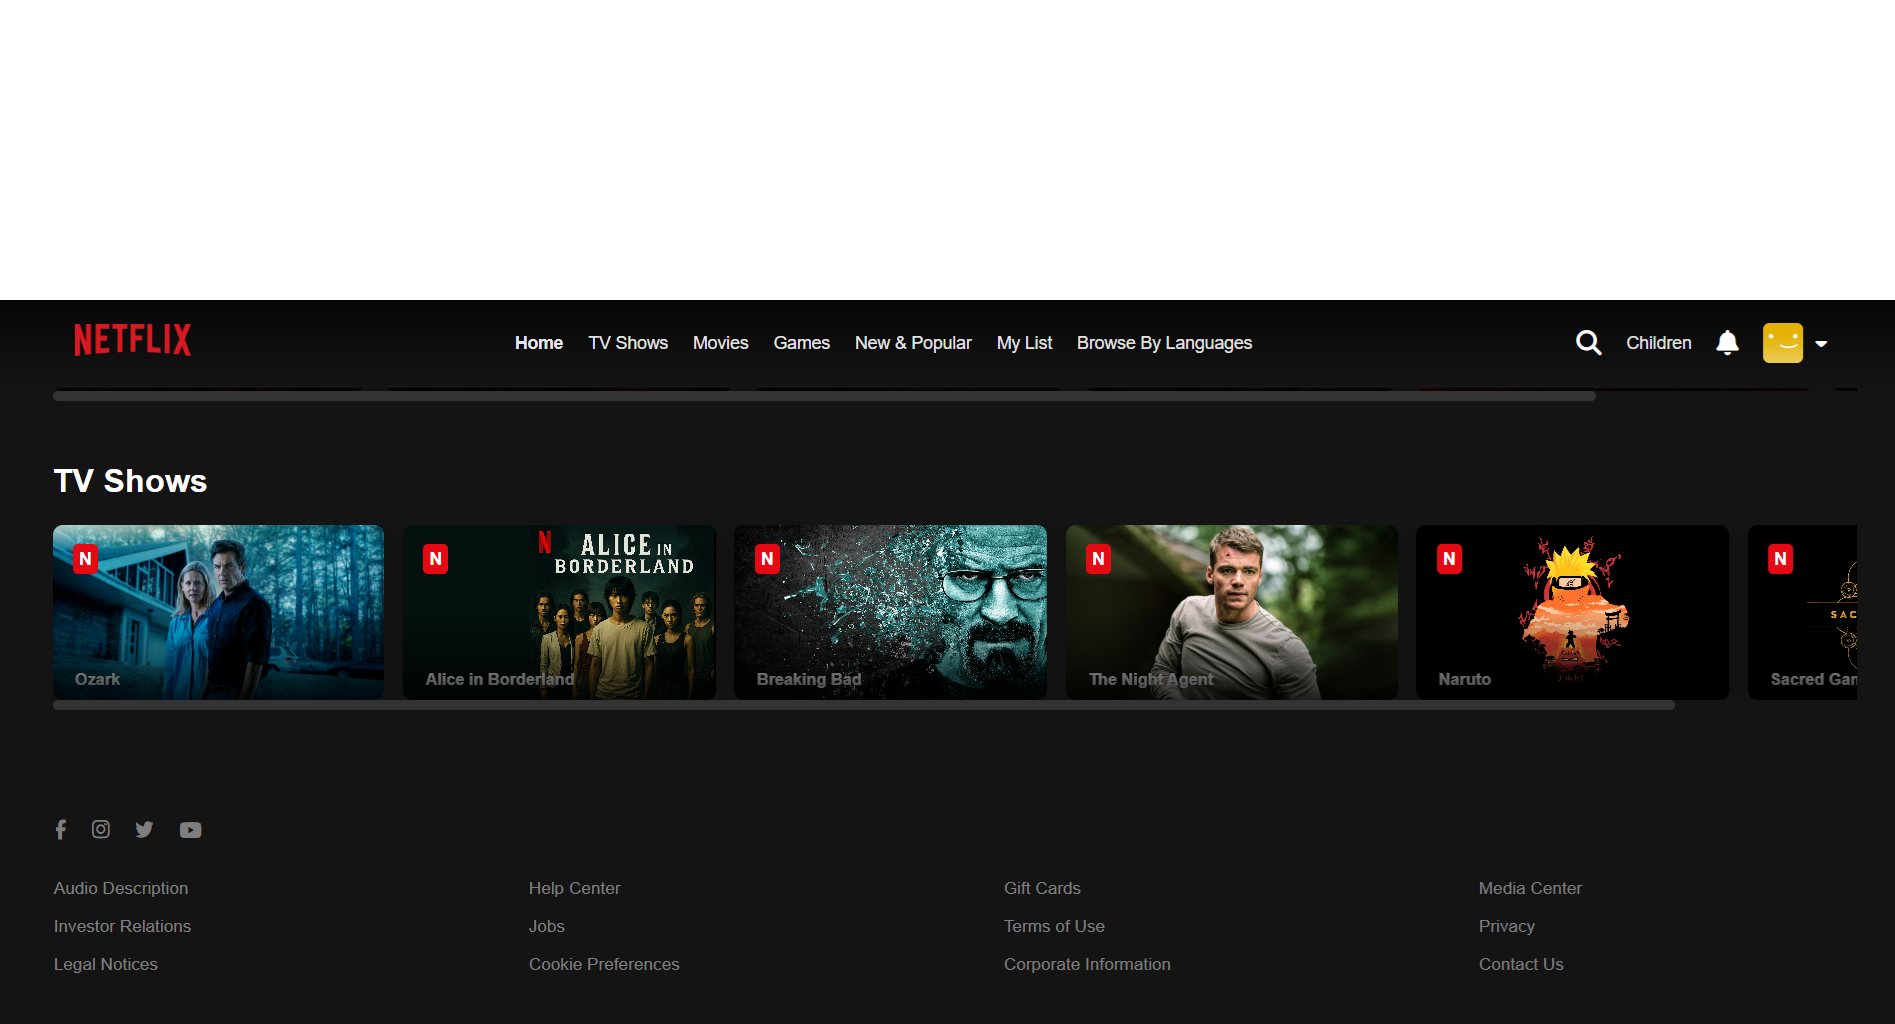 NETFLIX
Home TV Shows Movies Games New & Popular My List Browse By Languages Children
TV Shows
N
Ozark
N
N
ALICE IN
BORDERLAND
Alice in Borderland
N
Breaking Bad
N
The Night Agent
N
Naruto
N
SAC
Sacred Gam
Audio Description Help Center Gift Cards Media Center
Investor Relations Jobs Terms of Use Privacy
Legal Notices Cookie Preferences Corporate Information Contact Us